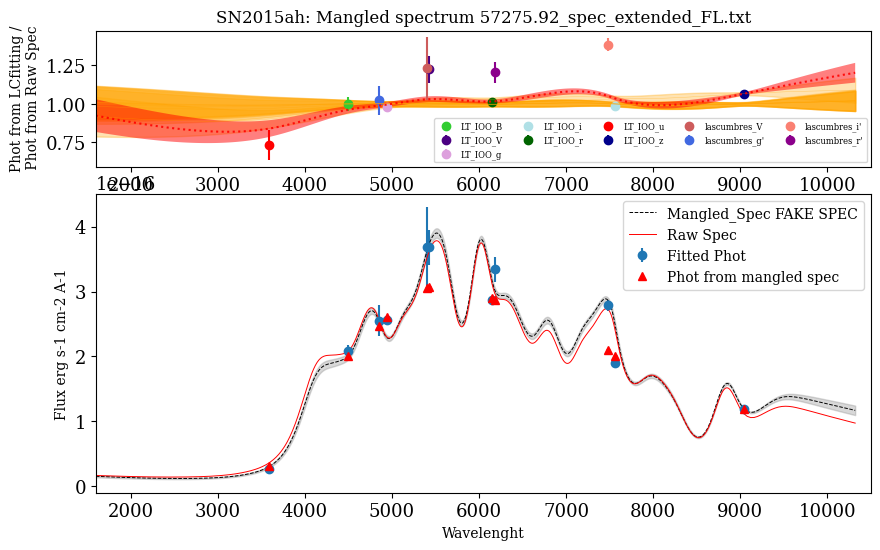 SN2015ah: Mangled spectrum 57275.92_spec_extended_FL.txt
Phot from LCfitting /
Phot from Raw Spec
1.25
1.00
0.75
LT_IOO_B
LT_IOO_V
LT_IOO_g
LT_IOO_i
LT_IOO_r
LT_IOO_u
LT_IOO_z
lascumbres_V
lascumbres_g'
lascumbres_i'
lascumbres_r'
2000 3000 4000 5000 6000 7000 8000 9000 10000
1e−16
Flux erg s-1 cm-2 A-1
4
3
2
1
0
Mangled_Spec FAKE SPEC
Raw Spec
Fitted Phot
Phot from mangled spec
2000 3000 4000 5000 6000 7000 8000 9000 10000
Wavelenght